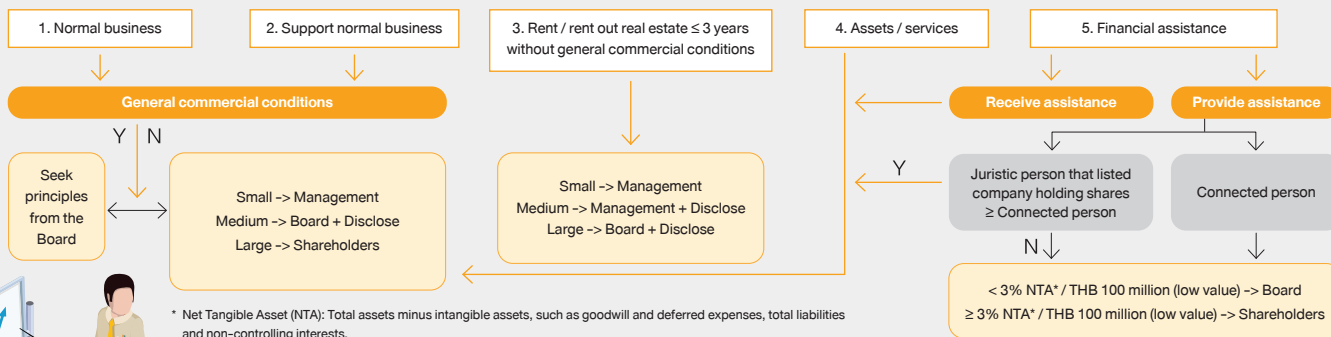 1. Normal business
2. Support normal business
3. Rent / rent out real estate ≤ 3 years
without general commercial conditions
4. Assets / services
5. Financial assistance
General commercial conditions
Receive assistance
Provide assistance
Y
N
Seek
principles
from the
Board
Small -> Management
Medium -> Board + Disclose
Large -> Shareholders
Small -> Management
Medium -> Management + Disclose
Large -> Board + Disclose
Y
Juristic person that listed
company holding shares
≥ Connected person
Connected person
N
< 3% NTA* / THB 100 million (low value) -> Board
≥ 3% NTA* / THB 100 million (low value) -> Shareholders
* Net Tangible Asset (NTA): Total assets minus intangible assets, such as goodwill and deferred expenses, total liabilities
and non-controlling interests.